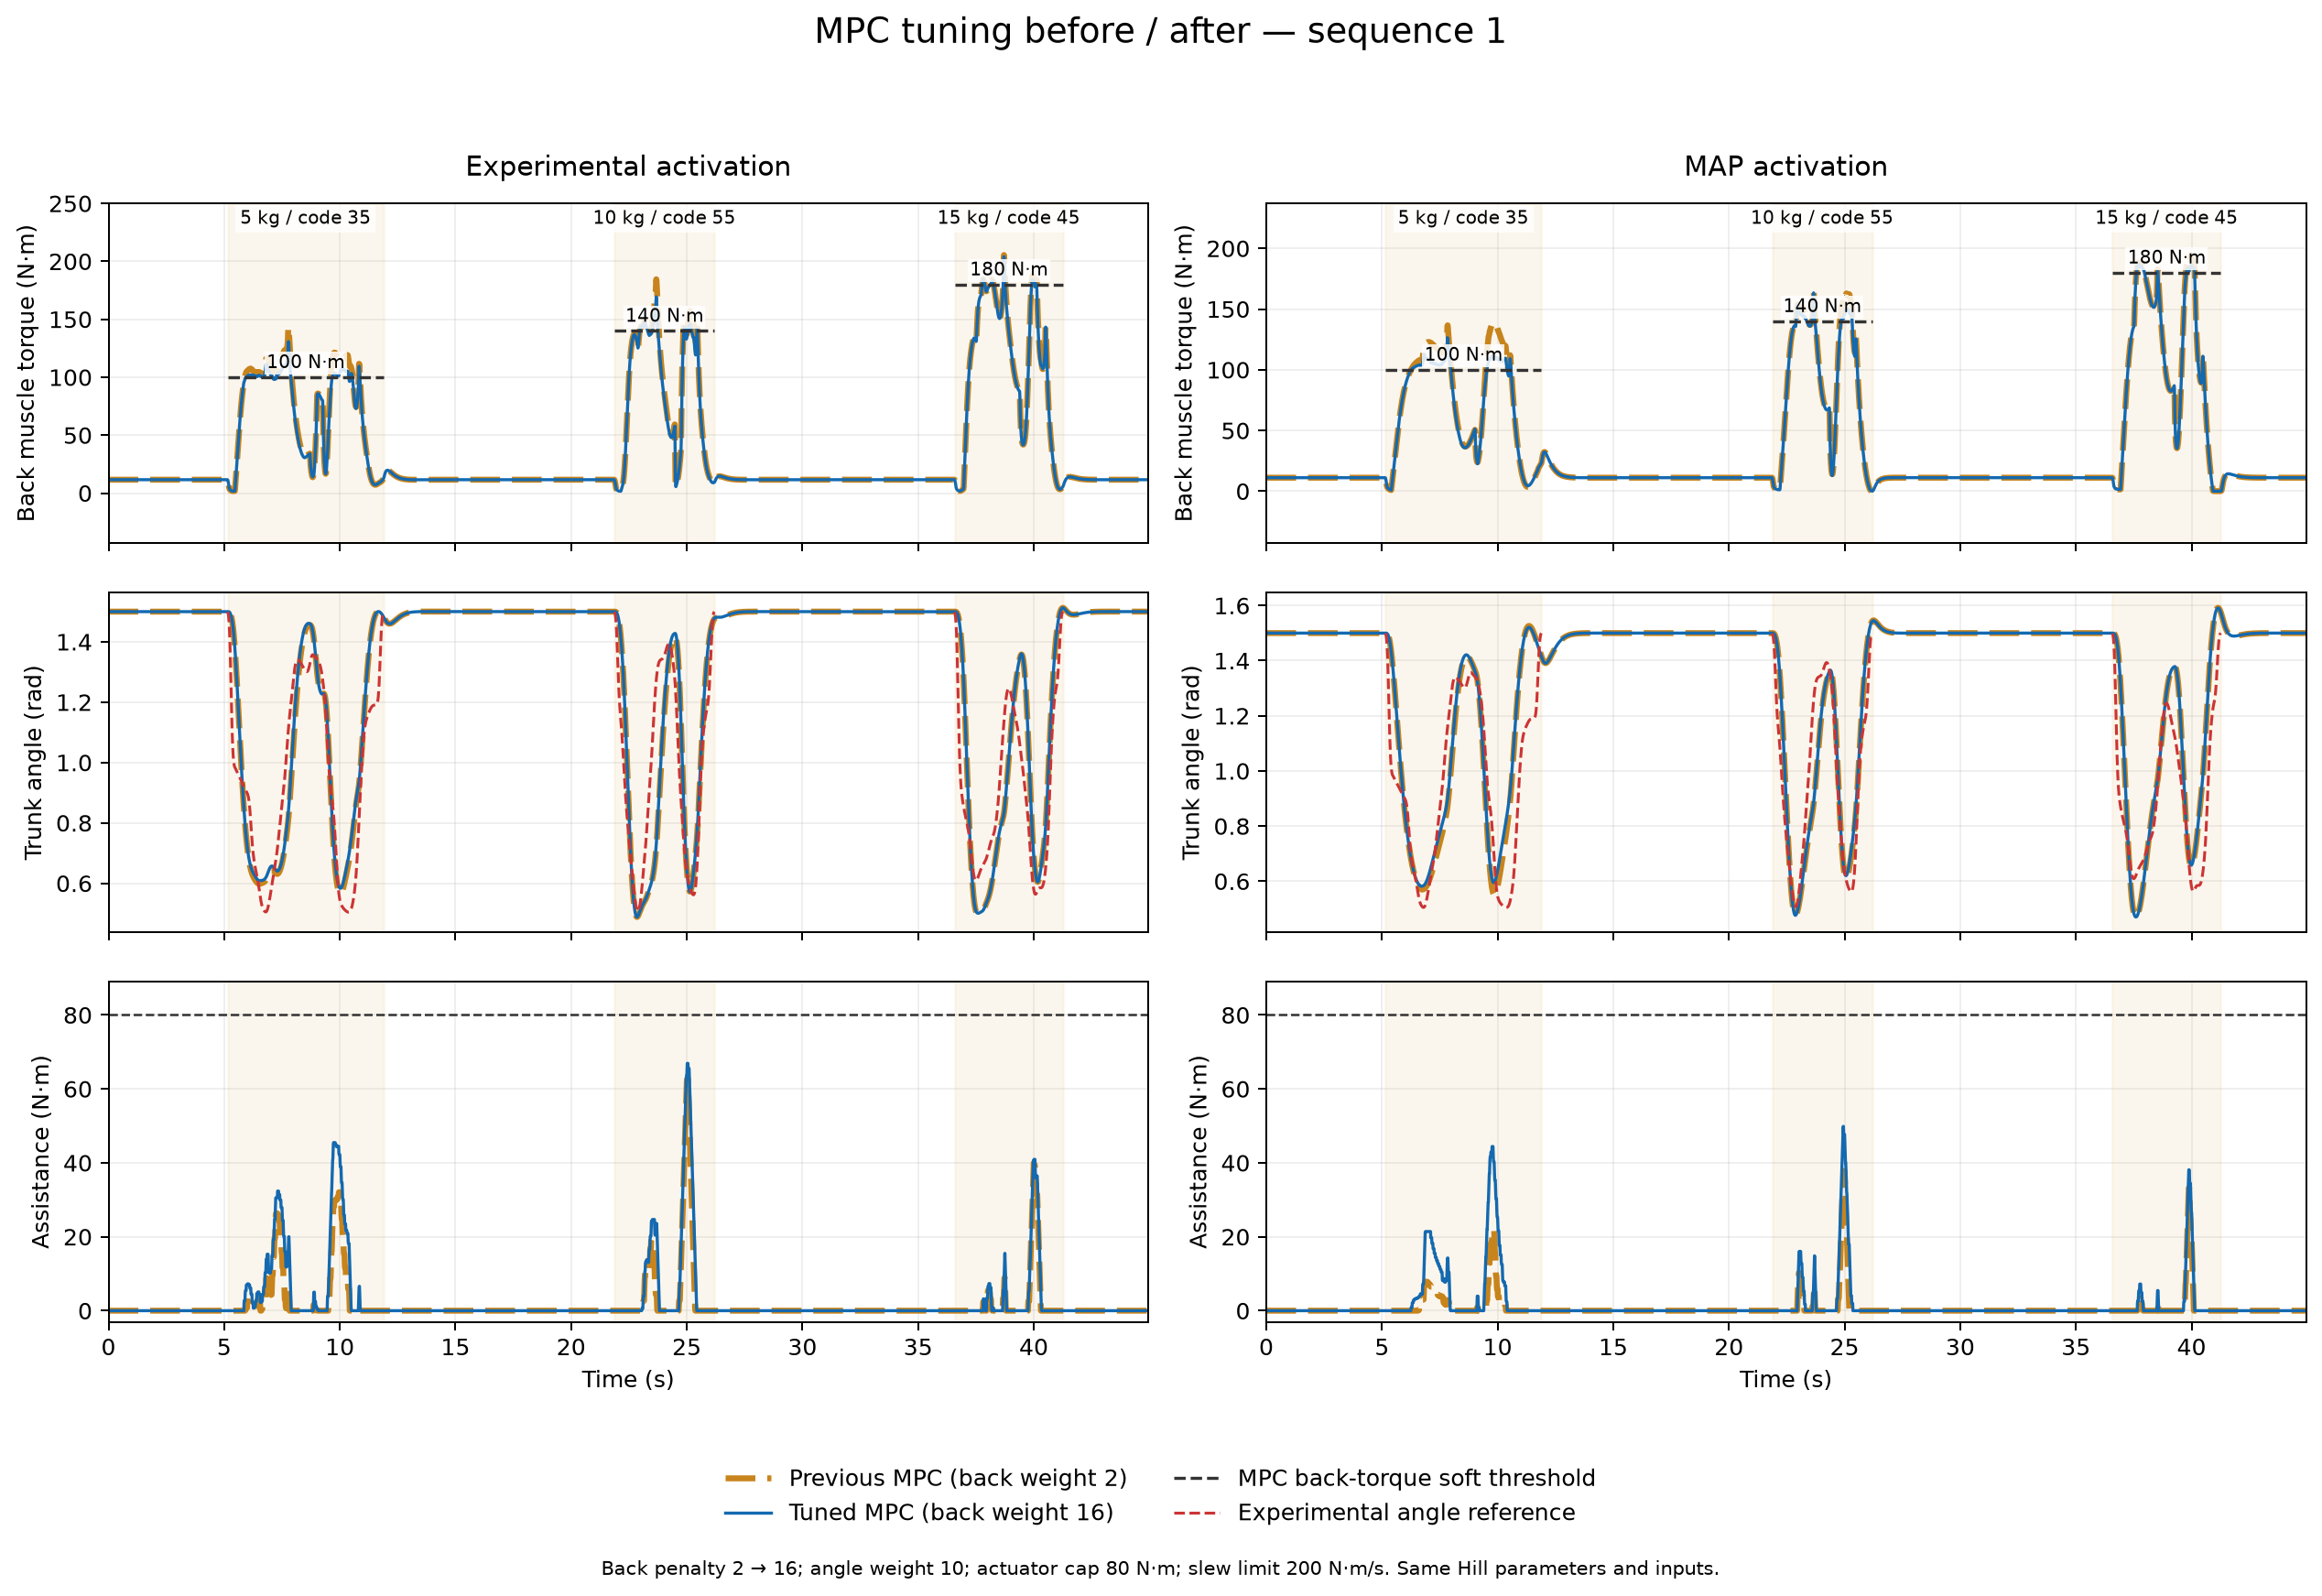 MPC tuning before / after — sequence 1
Experimental activation
MAP activation
Back muscle torque (N·m)
250
200
150
100
50
0
5 kg / code 35
10 kg / code 55
15 kg / code 45
100 N·m
140 N·m
180 N·m
Back muscle torque (N·m)
200
150
100
50
0
5 kg / code 35
10 kg / code 55
15 kg / code 45
100 N·m
140 N·m
180 N·m
Trunk angle (rad)
1.4
1.2
1.0
0.8
0.6
Trunk angle (rad)
1.6
1.4
1.2
1.0
0.8
0.6
Assistance (N·m)
80
60
40
20
0
0 5 10 15 20 25 30 35 40
Time (s)
Assistance (N·m)
80
60
40
20
0
0 5 10 15 20 25 30 35 40
Time (s)
Previous MPC (back weight 2)
Tuned MPC (back weight 16)
MPC back-torque soft threshold
Experimental angle reference
Back penalty 2 → 16; angle weight 10; actuator cap 80 N·m; slew limit 200 N·m/s. Same Hill parameters and inputs.